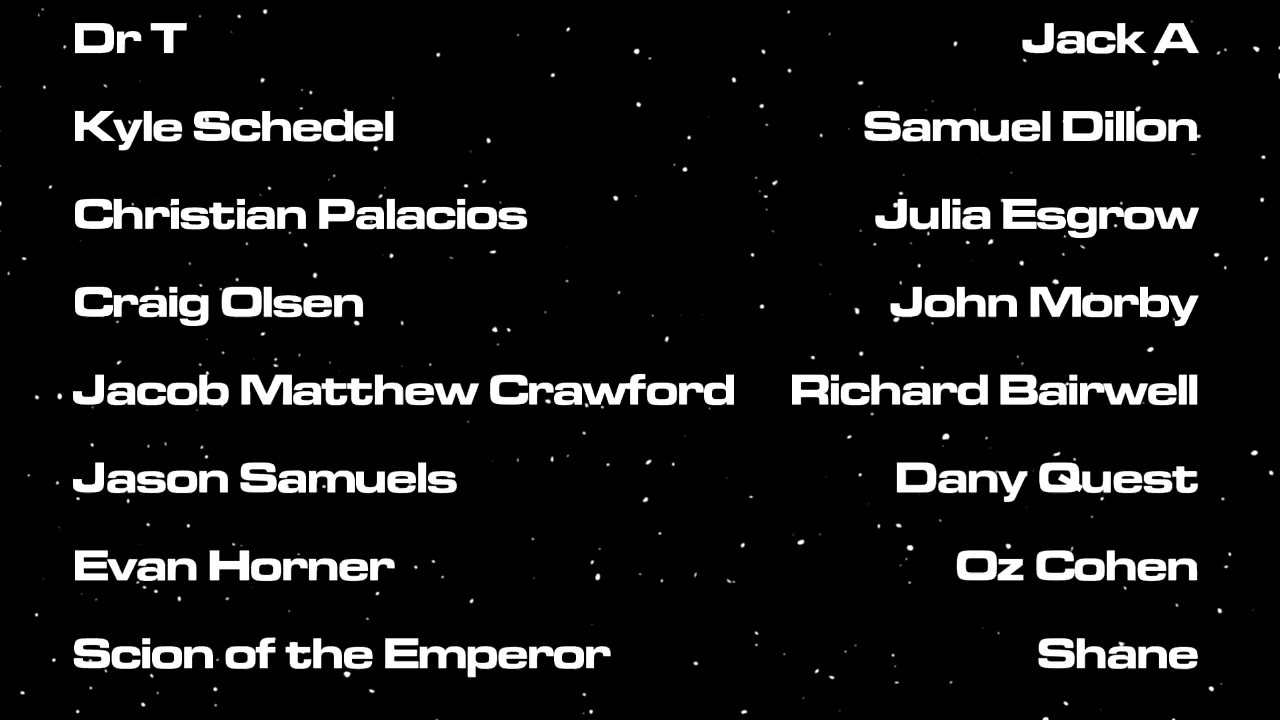 Dr T Jack A
Kyle Schedel Samuel Dillon
Christian Palacios Julia Esgrow
Craig Olsen John Morby
Jacob Matthew Crawford Richard Bairwell
Jason Samuels Dany Quest
Evan Horner Oz Cohen
Scion of the Emperor Shane